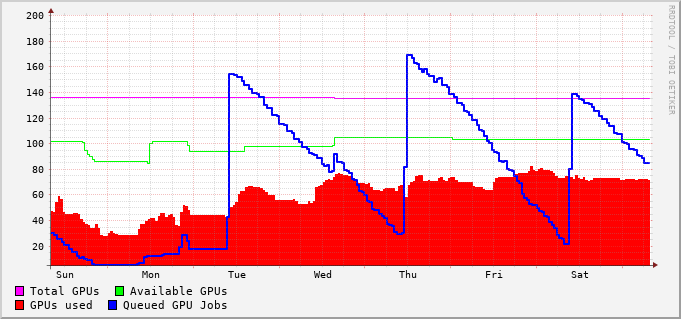 200
180
160
140
120
100
80
60
40
20
Sun Mon Tue Wed Thu Fri Sat
Total GPUs Available GPUs
GPUs used Queued GPU Jobs
RRDTOOL / TOBI OETIKER